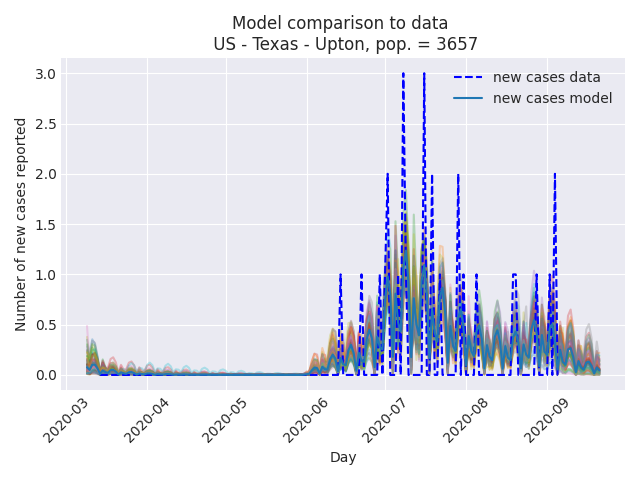 Model comparison to data
US - Texas - Upton, pop. = 3657
new cases data
new cases model
Number of new cases reported
3.0
2.5
2.0
1.5
1.0
0.5
0.0
2020-03
2020-04
2020-05
2020-06
2020-07
2020-08
2020-09
Day